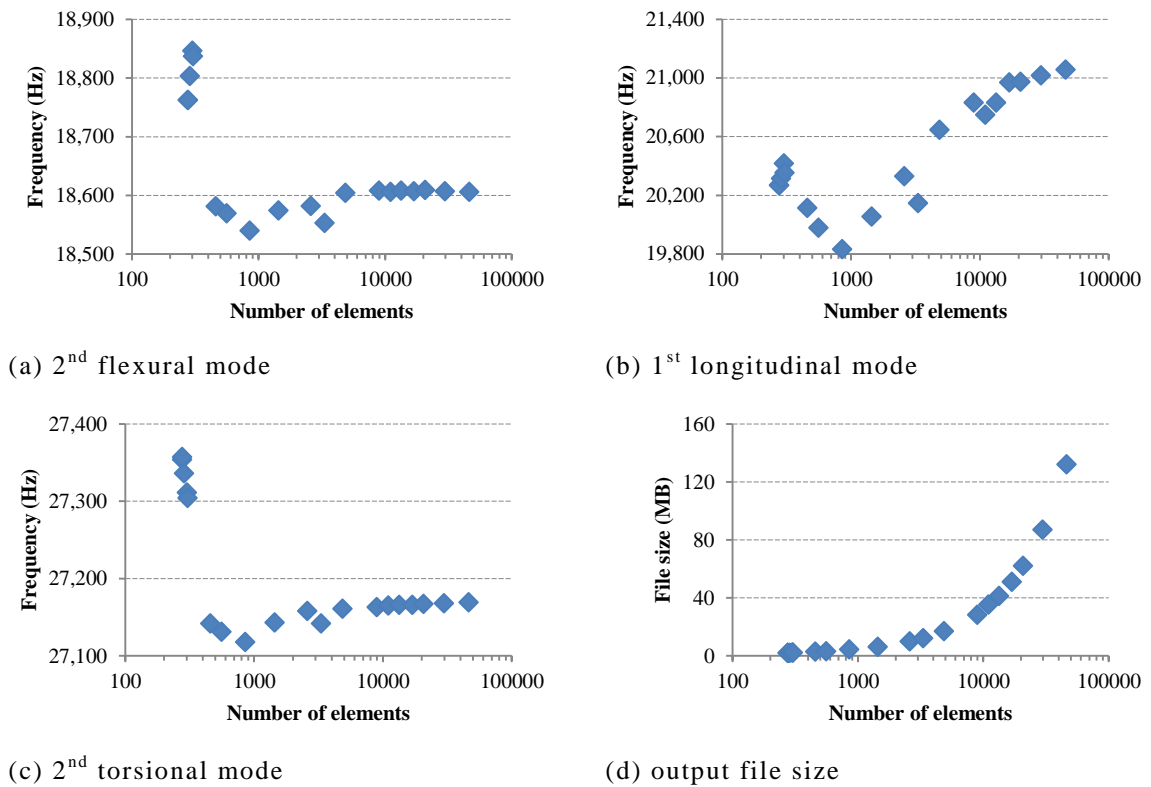 18,900
18,800
18,700
18,600
18,500
Frequency (Hz)
100 1000 10000 100000
Number of elements
(a) 2nd flexural mode
21,400
21,000
20,600
20,200
19,800
Frequency (Hz)
100 1000 10000 100000
Number of elements
(b) 1st longitudinal mode
27,400
27,300
27,200
27,100
Frequency (Hz)
100 1000 10000 100000
Number of elements
(c) 2nd torsional mode
160
120
80
40
0
File size (MB)
100 1000 10000 100000
Number of elements
(d) output file size